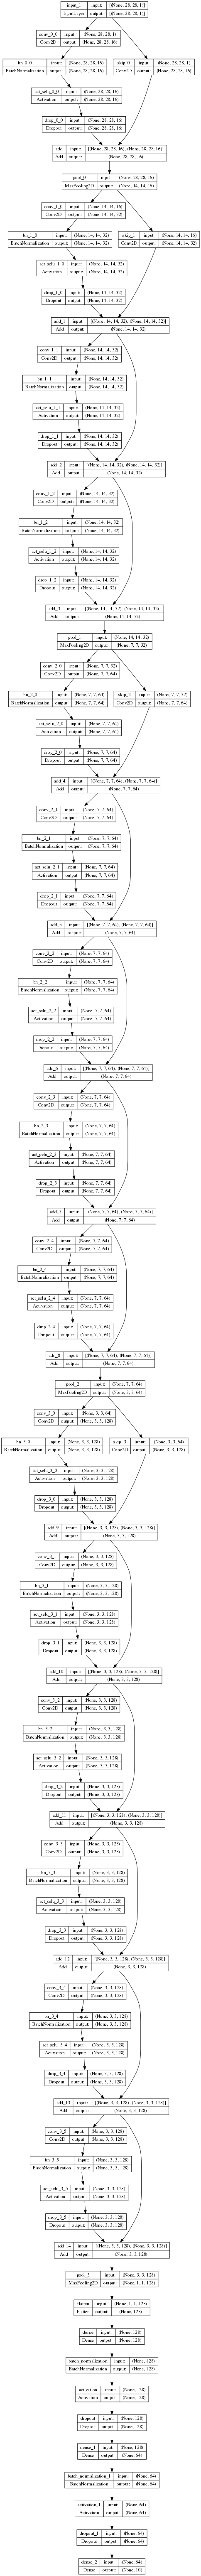 input_1 input: [(None, 28, 28, 1)]
InputLayer output: [(None, 28, 28, 1)]
conv_0_0 input: (None, 28, 28, 1)
Conv2D output: (None, 28, 28, 16)
bn_0_0 input: (None, 28, 28, 16)
BatchNormalization output: (None, 28, 28, 16)
skip_0 input: (None, 28, 28, 1)
Conv2D output: (None, 28, 28, 16)
act_selu_0_0 input: (None, 28, 28, 16)
Activation output: (None, 28, 28, 16)
drop_0_0 input: (None, 28, 28, 16)
Dropout output: (None, 28, 28, 16)
add input: [(None, 28, 28, 16), (None, 28, 28, 16)]
Add output: (None, 28, 28, 16)
pool_0 input: (None, 28, 28, 16)
MaxPooling2D output: (None, 14, 14, 16)
conv_1_0 input: (None, 14, 14, 16)
Conv2D output: (None, 14, 14, 32)
bn_1_0 input: (None, 14, 14, 32)
BatchNormalization output: (None, 14, 14, 32)
skip_1 input: (None, 14, 14, 16)
Conv2D output: (None, 14, 14, 32)
act_selu_1_0 input: (None, 14, 14, 32)
Activation output: (None, 14, 14, 32)
drop_1_0 input: (None, 14, 14, 32)
Dropout output: (None, 14, 14, 32)
add_1 input: [(None, 14, 14, 32), (None, 14, 14, 32)]
Add output: (None, 14, 14, 32)
conv_1_1 input: (None, 14, 14, 32)
Conv2D output: (None, 14, 14, 32)
bn_1_1 input: (None, 14, 14, 32)
BatchNormalization output: (None, 14, 14, 32)
act_selu_1_1 input: (None, 14, 14, 32)
Activation output: (None, 14, 14, 32)
drop_1_1 input: (None, 14, 14, 32)
Dropout output: (None, 14, 14, 32)
add_2 input: [(None, 14, 14, 32), (None, 14, 14, 32)]
Add output: (None, 14, 14, 32)
conv_1_2 input: (None, 14, 14, 32)
Conv2D output: (None, 14, 14, 32)
bn_1_2 input: (None, 14, 14, 32)
BatchNormalization output: (None, 14, 14, 32)
act_selu_1_2 input: (None, 14, 14, 32)
Activation output: (None, 14, 14, 32)
drop_1_2 input: (None, 14, 14, 32)
Dropout output: (None, 14, 14, 32)
add_3 input: [(None, 14, 14, 32), (None, 14, 14, 32)]
Add output: (None, 14, 14, 32)
pool_1 input: (None, 14, 14, 32)
MaxPooling2D output: (None, 7, 7, 32)
conv_2_0 input: (None, 7, 7, 32)
Conv2D output: (None, 7, 7, 64)
bn_2_0 input: (None, 7, 7, 64)
BatchNormalization output: (None, 7, 7, 64)
skip_2 input: (None, 7, 7, 32)
Conv2D output: (None, 7, 7, 64)
act_selu_2_0 input: (None, 7, 7, 64)
Activation output: (None, 7, 7, 64)
drop_2_0 input: (None, 7, 7, 64)
Dropout output: (None, 7, 7, 64)
add_4 input: [(None, 7, 7, 64), (None, 7, 7, 64)]
Add output: (None, 7, 7, 64)
conv_2_1 input: (None, 7, 7, 64)
Conv2D output: (None, 7, 7, 64)
bn_2_1 input: (None, 7, 7, 64)
BatchNormalization output: (None, 7, 7, 64)
act_selu_2_1 input: (None, 7, 7, 64)
Activation output: (None, 7, 7, 64)
drop_2_1 input: (None, 7, 7, 64)
Dropout output: (None, 7, 7, 64)
add_5 input: [(None, 7, 7, 64), (None, 7, 7, 64)]
Add output: (None, 7, 7, 64)
conv_2_2 input: (None, 7, 7, 64)
Conv2D output: (None, 7, 7, 64)
bn_2_2 input: (None, 7, 7, 64)
BatchNormalization output: (None, 7, 7, 64)
act_selu_2_2 input: (None, 7, 7, 64)
Activation output: (None, 7, 7, 64)
drop_2_2 input: (None, 7, 7, 64)
Dropout output: (None, 7, 7, 64)
add_6 input: [(None, 7, 7, 64), (None, 7, 7, 64)]
Add output: (None, 7, 7, 64)
conv_2_3 input: (None, 7, 7, 64)
Conv2D output: (None, 7, 7, 64)
bn_2_3 input: (None, 7, 7, 64)
BatchNormalization output: (None, 7, 7, 64)
act_selu_2_3 input: (None, 7, 7, 64)
Activation output: (None, 7, 7, 64)
drop_2_3 input: (None, 7, 7, 64)
Dropout output: (None, 7, 7, 64)
add_7 input: [(None, 7, 7, 64), (None, 7, 7, 64)]
Add output: (None, 7, 7, 64)
conv_2_4 input: (None, 7, 7, 64)
Conv2D output: (None, 7, 7, 64)
bn_2_4 input: (None, 7, 7, 64)
BatchNormalization output: (None, 7, 7, 64)
act_selu_2_4 input: (None, 7, 7, 64)
Activation output: (None, 7, 7, 64)
drop_2_4 input: (None, 7, 7, 64)
Dropout output: (None, 7, 7, 64)
add_8 input: [(None, 7, 7, 64), (None, 7, 7, 64)]
Add output: (None, 7, 7, 64)
pool_2 input: (None, 7, 7, 64)
MaxPooling2D output: (None, 3, 3, 64)
conv_3_0 input: (None, 3, 3, 64)
Conv2D output: (None, 3, 3, 128)
bn_3_0 input: (None, 3, 3, 128)
BatchNormalization output: (None, 3, 3, 128)
skip_3 input: (None, 3, 3, 64)
Conv2D output: (None, 3, 3, 128)
act_selu_3_0 input: (None, 3, 3, 128)
Activation output: (None, 3, 3, 128)
drop_3_0 input: (None, 3, 3, 128)
Dropout output: (None, 3, 3, 128)
add_9 input: [(None, 3, 3, 128), (None, 3, 3, 128)]
Add output: (None, 3, 3, 128)
conv_3_1 input: (None, 3, 3, 128)
Conv2D output: (None, 3, 3, 128)
bn_3_1 input: (None, 3, 3, 128)
BatchNormalization output: (None, 3, 3, 128)
act_selu_3_1 input: (None, 3, 3, 128)
Activation output: (None, 3, 3, 128)
drop_3_1 input: (None, 3, 3, 128)
Dropout output: (None, 3, 3, 128)
add_10 input: [(None, 3, 3, 128), (None, 3, 3, 128)]
Add output: (None, 3, 3, 128)
conv_3_2 input: (None, 3, 3, 128)
Conv2D output: (None, 3, 3, 128)
bn_3_2 input: (None, 3, 3, 128)
BatchNormalization output: (None, 3, 3, 128)
act_selu_3_2 input: (None, 3, 3, 128)
Activation output: (None, 3, 3, 128)
drop_3_2 input: (None, 3, 3, 128)
Dropout output: (None, 3, 3, 128)
add_11 input: [(None, 3, 3, 128), (None, 3, 3, 128)]
Add output: (None, 3, 3, 128)
conv_3_3 input: (None, 3, 3, 128)
Conv2D output: (None, 3, 3, 128)
bn_3_3 input: (None, 3, 3, 128)
BatchNormalization output: (None, 3, 3, 128)
act_selu_3_3 input: (None, 3, 3, 128)
Activation output: (None, 3, 3, 128)
drop_3_3 input: (None, 3, 3, 128)
Dropout output: (None, 3, 3, 128)
add_12 input: [(None, 3, 3, 128), (None, 3, 3, 128)]
Add output: (None, 3, 3, 128)
conv_3_4 input: (None, 3, 3, 128)
Conv2D output: (None, 3, 3, 128)
bn_3_4 input: (None, 3, 3, 128)
BatchNormalization output: (None, 3, 3, 128)
act_selu_3_4 input: (None, 3, 3, 128)
Activation output: (None, 3, 3, 128)
drop_3_4 input: (None, 3, 3, 128)
Dropout output: (None, 3, 3, 128)
add_13 input: [(None, 3, 3, 128), (None, 3, 3, 128)]
Add output: (None, 3, 3, 128)
conv_3_5 input: (None, 3, 3, 128)
Conv2D output: (None, 3, 3, 128)
bn_3_5 input: (None, 3, 3, 128)
BatchNormalization output: (None, 3, 3, 128)
act_selu_3_5 input: (None, 3, 3, 128)
Activation output: (None, 3, 3, 128)
drop_3_5 input: (None, 3, 3, 128)
Dropout output: (None, 3, 3, 128)
add_14 input: [(None, 3, 3, 128), (None, 3, 3, 128)]
Add output: (None, 3, 3, 128)
pool_3 input: (None, 3, 3, 128)
MaxPooling2D output: (None, 1, 1, 128)
flatten input: (None, 1, 1, 128)
Flatten output: (None, 128)
dense input: (None, 128)
Dense output: (None, 128)
batch_normalization input: (None, 128)
BatchNormalization output: (None, 128)
activation input: (None, 128)
Activation output: (None, 128)
dropout input: (None, 128)
Dropout output: (None, 128)
dense_1 input: (None, 128)
Dense output: (None, 64)
batch_normalization_1 input: (None, 64)
BatchNormalization output: (None, 64)
activation_1 input: (None, 64)
Activation output: (None, 64)
dropout_1 input: (None, 64)
Dropout output: (None, 64)
dense_2 input: (None, 64)
Dense output: (None, 10)